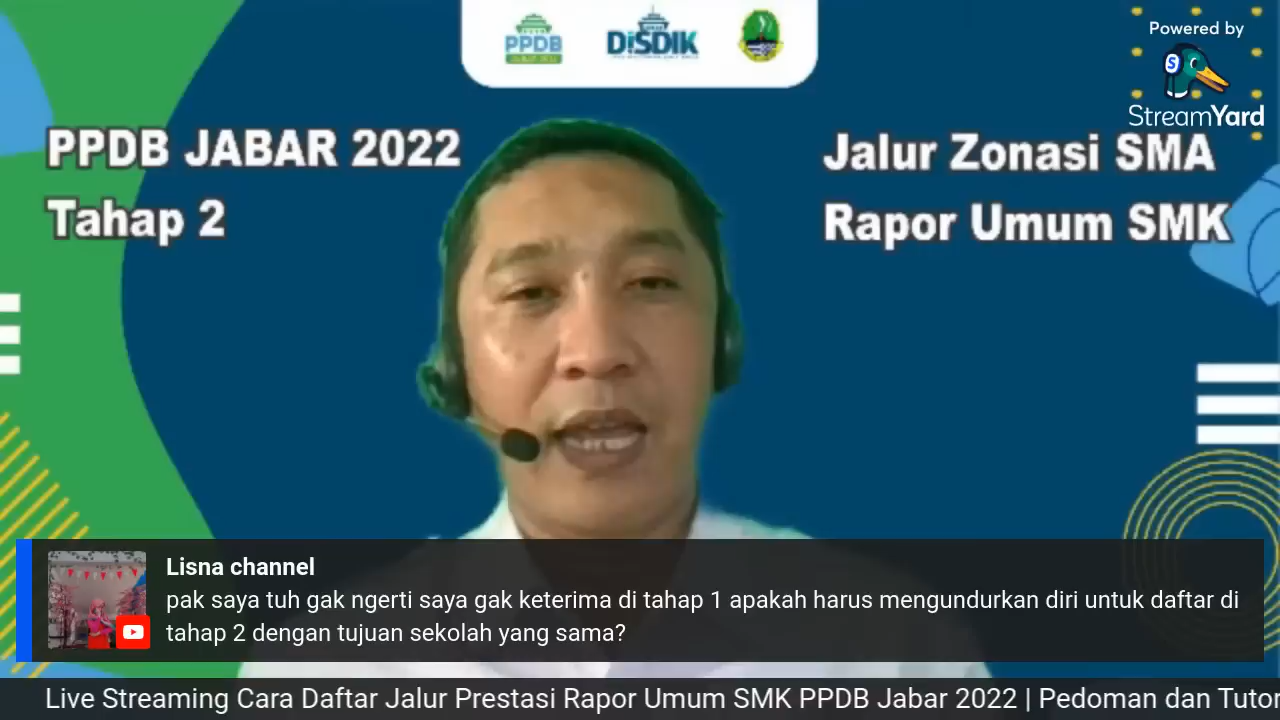 PPDB
DISDIK
Powered by
StreamYard
PPDB JABAR 2022
Tahap 2
Jalur Zonasi SMA
Rapor Umum SMK
Lisna channel
pak saya tuh gak ngerti saya gak keterima di tahap 1 apakah harus mengundurkan diri untuk daftar di
tahap 2 dengan tujuan sekolah yang sama?
Live Streaming Cara Daftar Jalur Prestasi Rapor Umum SMK PPDB Jabar 2022 | Pedoman dan Tutor